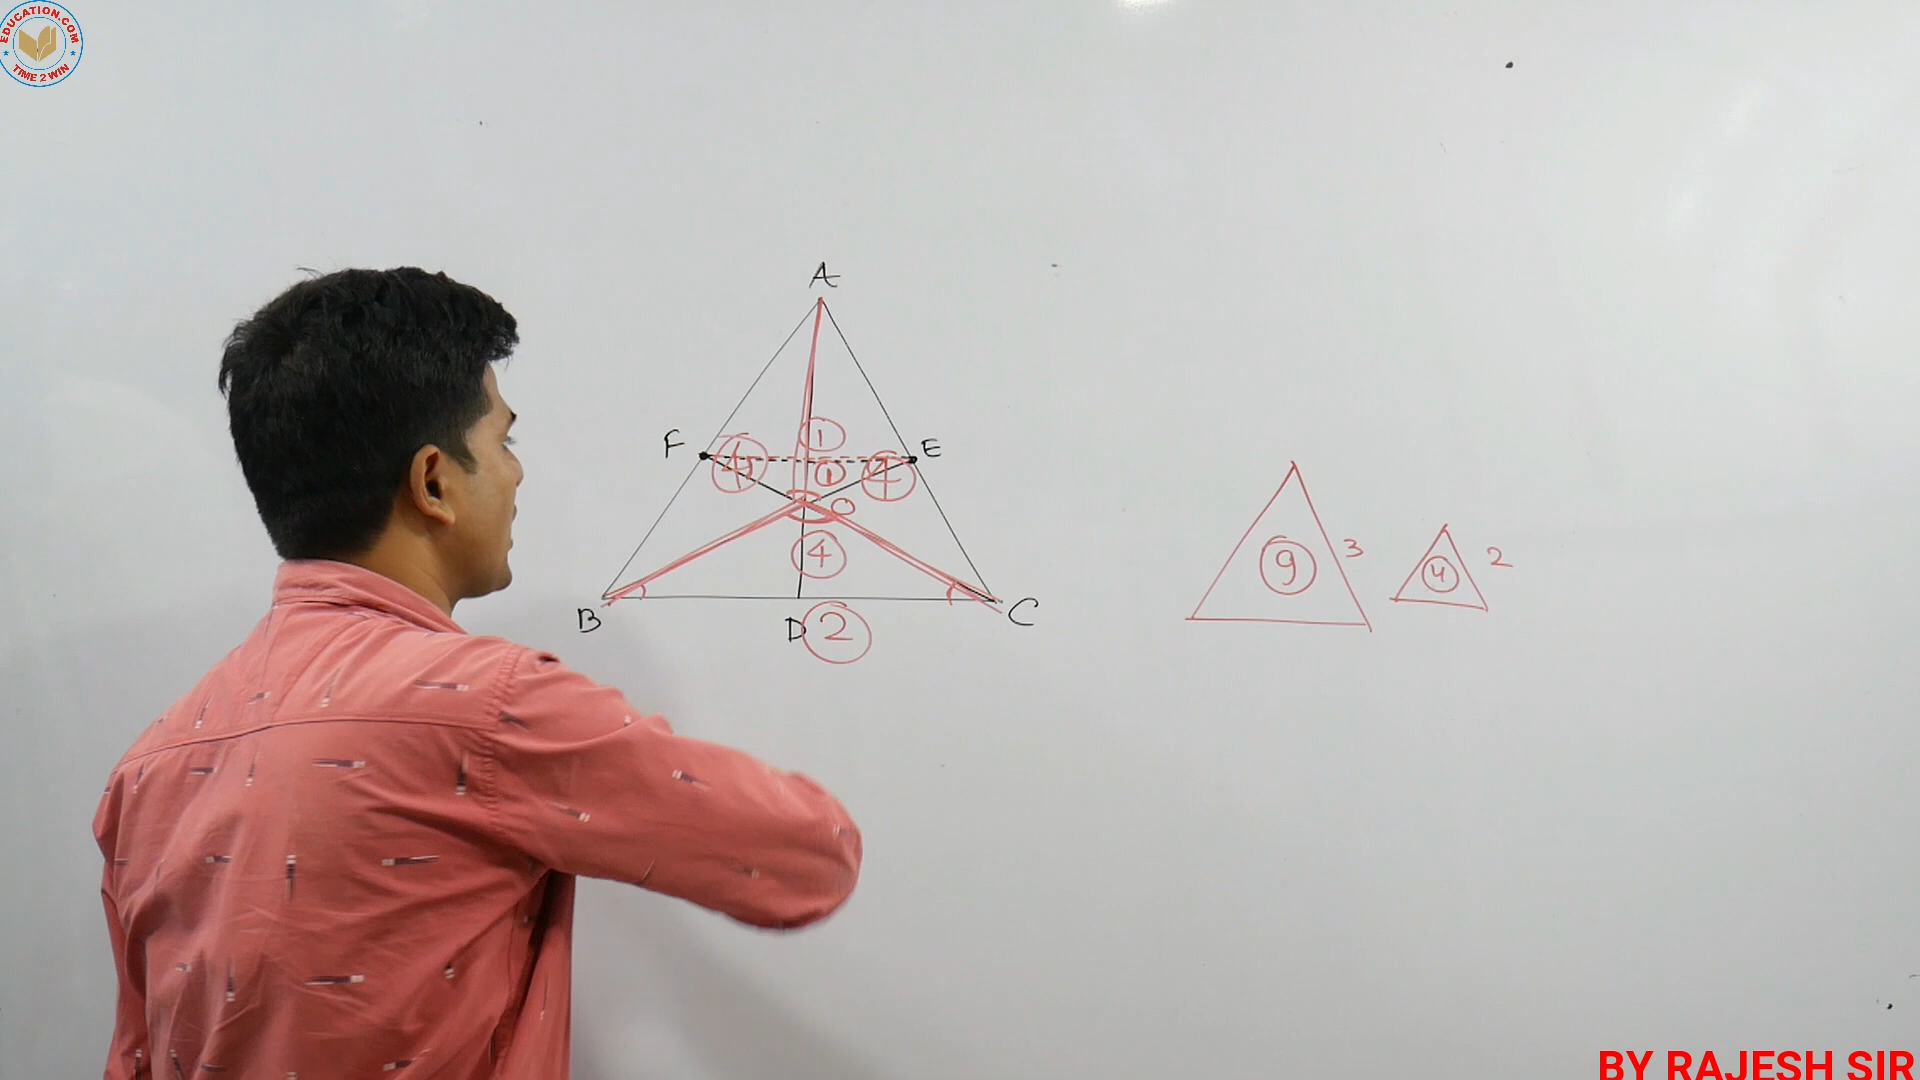 EDUCATION.COM
TIME 2 WIN
A
F
E
1
1
4
4
O
4
B
D
2
C
9
3
4
2
BY RAJESH SIR